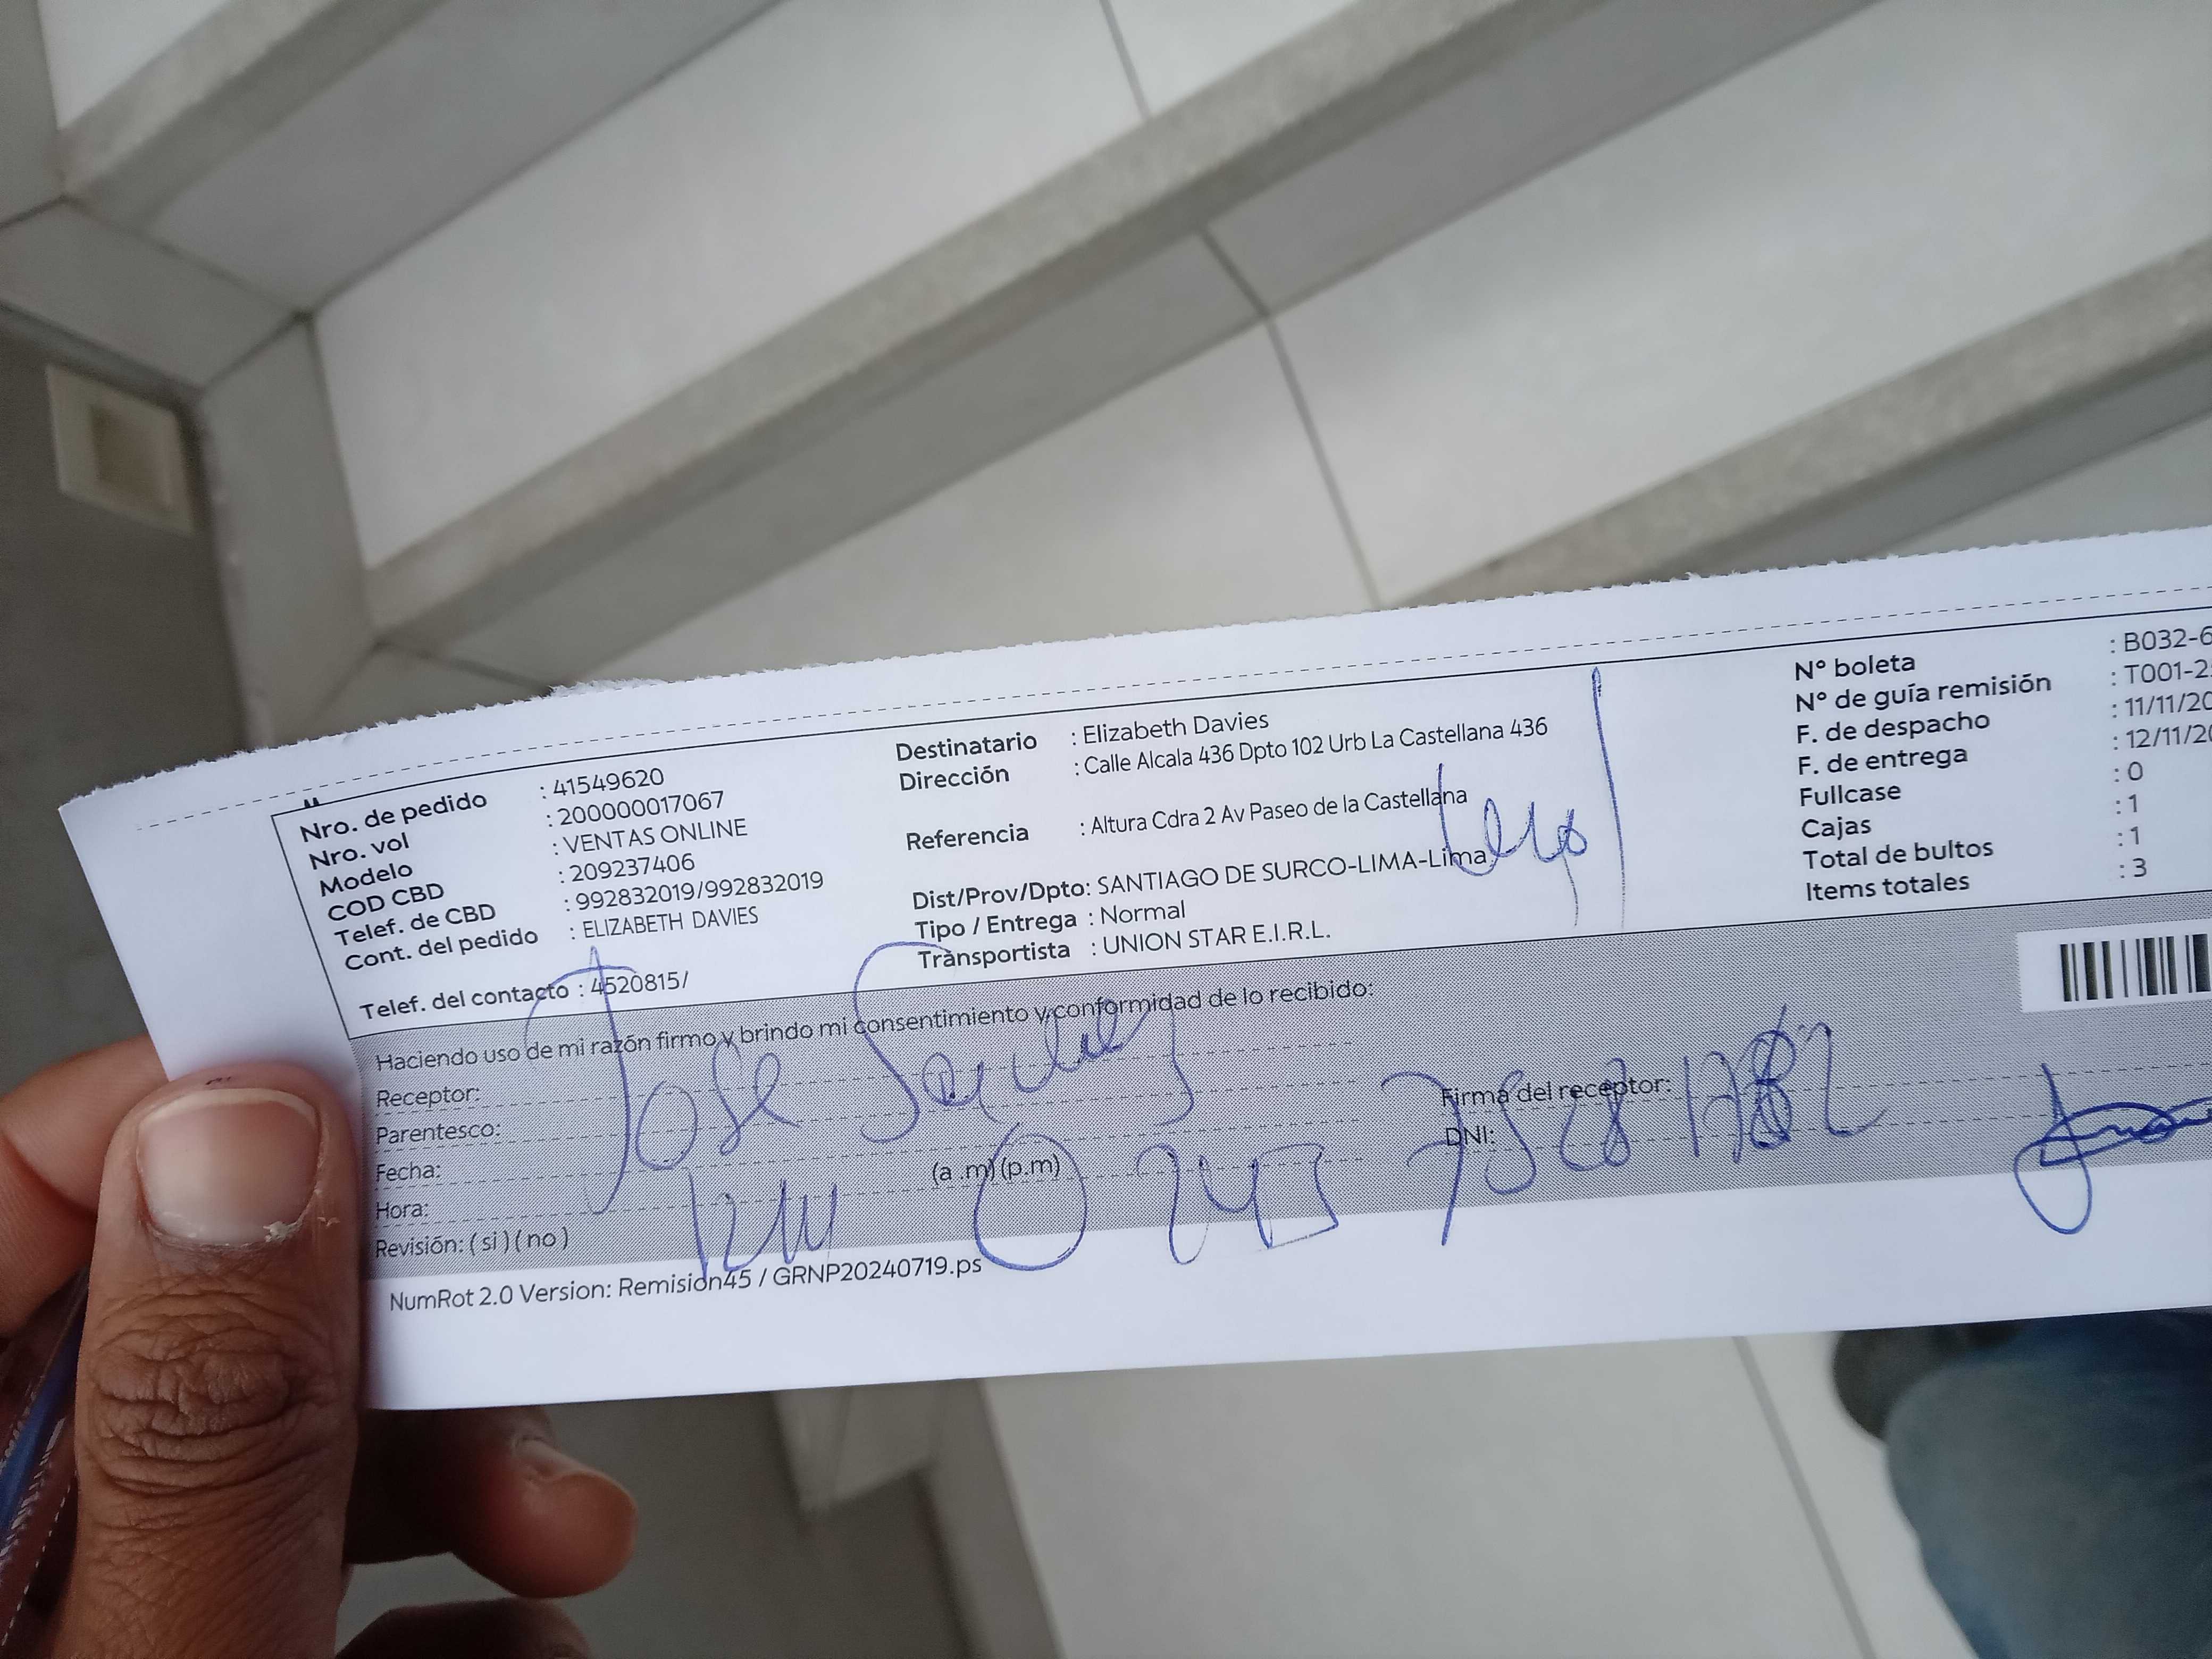 Nro. de pedido : 41549620
Nro. vol : 200000017067
Modelo : VENTAS ONLINE
COD CBD : 209237406
Telef. de CBD : 992832019/992832019
Cont. del pedido : ELIZABETH DAVIES
Telef. del contacto : 4520815/
Destinatario : Elizabeth Davies
Dirección : Calle Alcala 436 Dpto 102 Urb La Castellana 436
Referencia : Altura Cdra 2 Av Paseo de la Castellana
Dist/Prov/Dpto: SANTIAGO DE SURCO-LIMA-Lima
Tipo / Entrega : Normal
Transportista : UNION STAR E.I.R.L.
N° boleta : B032-6
N° de guía remisión : T001-2
F. de despacho : 11/11/20
F. de entrega : 12/11/20
Fullcase : 0
Cajas : 1
Total de bultos : 1
Items totales : 3
Haciendo uso de mi razón firmo y brindo mi consentimiento y conformidad de lo recibido:
Receptor: Jose
Parentesco:
Fecha:
Hora: (a .m) (p.m)
Revisión: ( si ) ( no )
Firma del receptor:
DNI:
NumRot 2.0 Version: Remision45 / GRNP20240719.ps